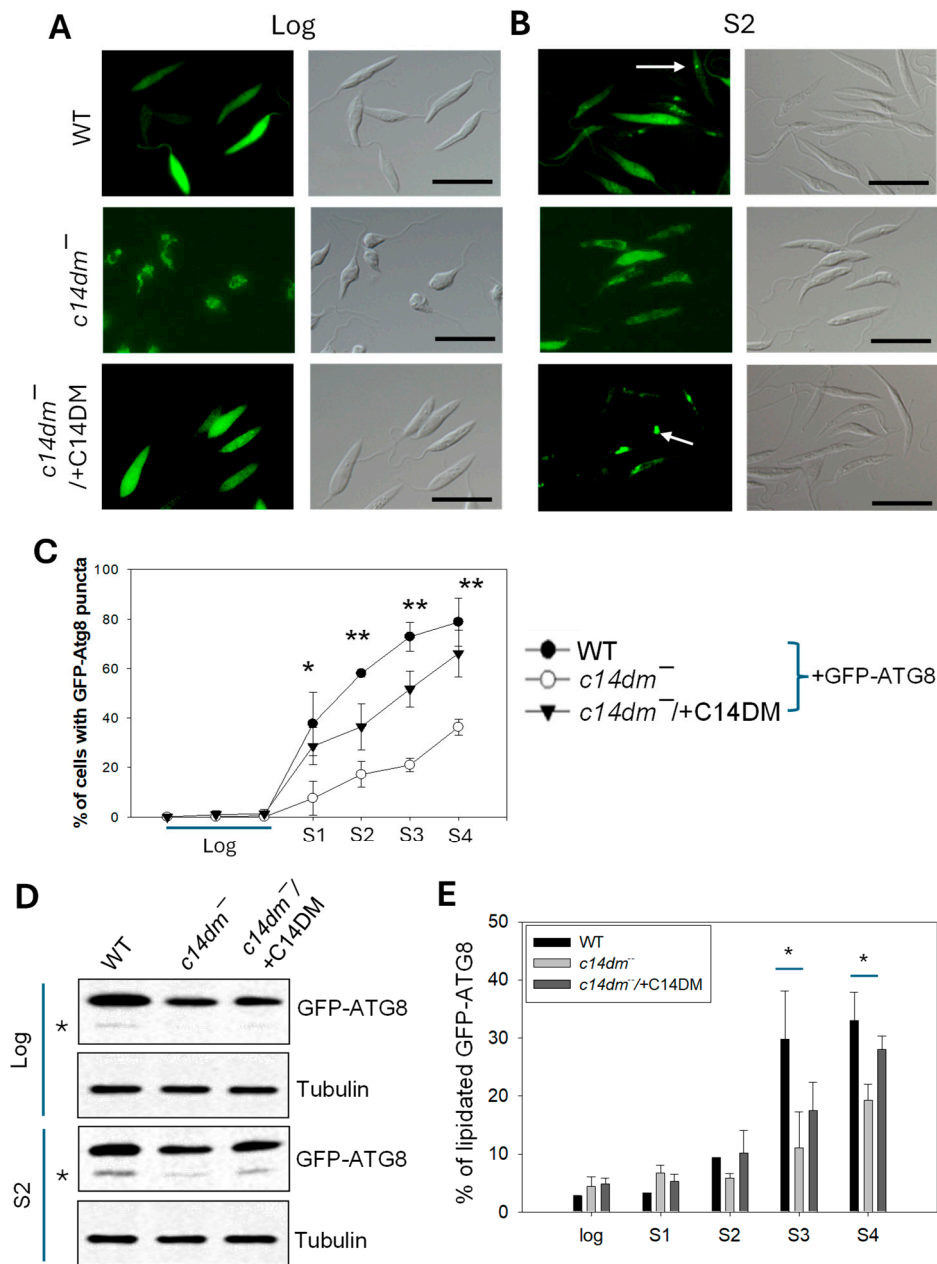 A
Log
B
S2
WT
c14dm⁻
c14dm⁻
/+C14DM
C
% of cells with GFP-Atg8 puncta
100
80
60
40
20
0
*
**
**
**
Log
S1
S2
S3
S4
WT
c14dm⁻
c14dm⁻/+C14DM
+GFP-ATG8
D
WT
c14dm⁻
c14dm⁻/
+C14DM
Log
*
GFP-ATG8
Tubulin
S2
*
GFP-ATG8
Tubulin
E
% of lipidated GFP-ATG8
50
40
30
20
10
0
WT
c14dm⁻
c14dm⁻/+C14DM
*
*
log
S1
S2
S3
S4